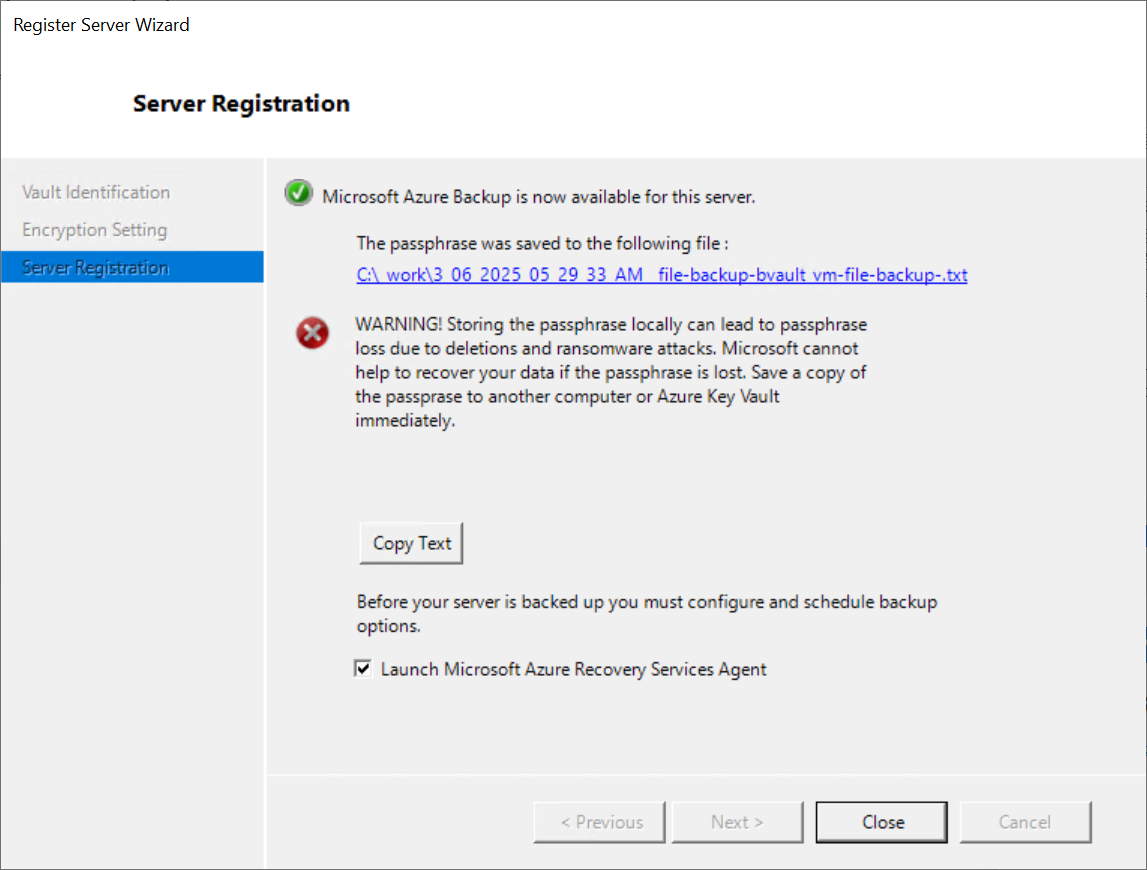 Register Server Wizard
Server Registration
Vault Identification
Encryption Setting
Server Registration
Microsoft Azure Backup is now available for this server.
The passphrase was saved to the following file :
C:\_work\3_06_2025_05_29_33_AM__file-backup-bvault_vm-file-backup-.txt
WARNING! Storing the passphrase locally can lead to passphrase
loss due to deletions and ransomware attacks. Microsoft cannot
help to recover your data if the passphrase is lost. Save a copy of
the passprase to another computer or Azure Key Vault
immediately.
Copy Text
Before your server is backed up you must configure and schedule backup
options.
Launch Microsoft Azure Recovery Services Agent
< Previous
Next >
Close
Cancel